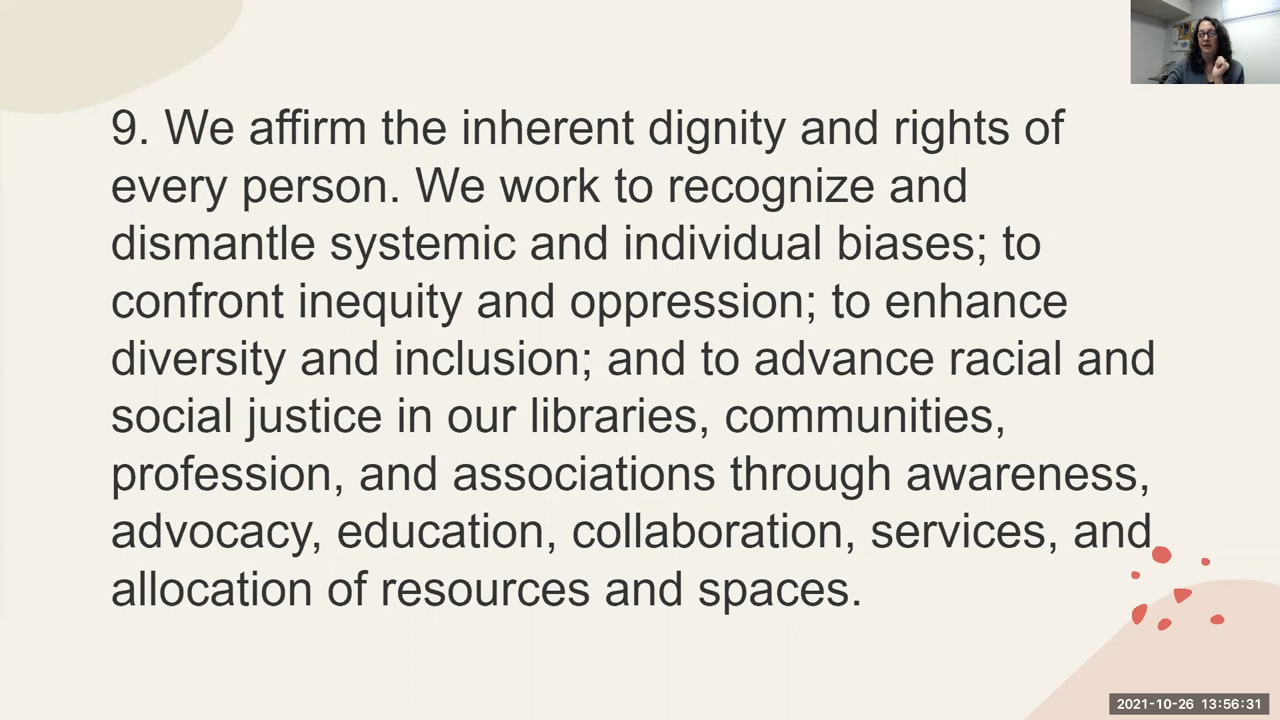 9. We affirm the inherent dignity and rights of
every person. We work to recognize and
dismantle systemic and individual biases; to
confront inequity and oppression; to enhance
diversity and inclusion; and to advance racial and
social justice in our libraries, communities,
profession, and associations through awareness,
advocacy, education, collaboration, services, and
allocation of resources and spaces.
2021-10-26 13:56:31